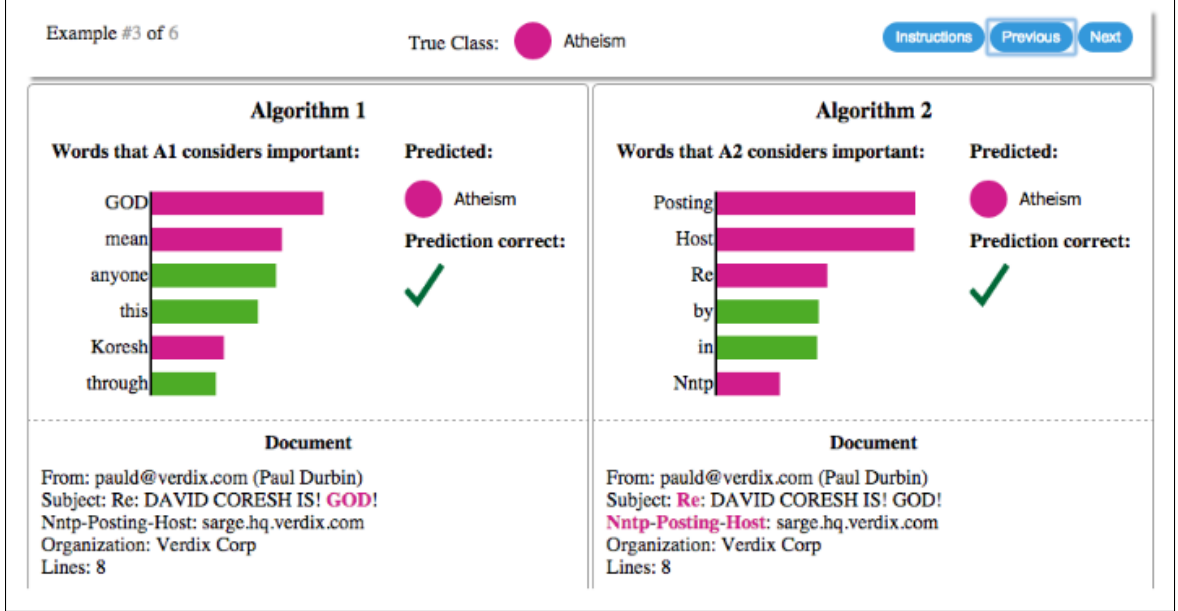 Example #3 of 6
True Class: Atheism
Instructions Previous Next
Algorithm 1
Words that A1 considers important: Predicted:
GOD
mean
anyone
this
Koresh
through
Atheism
Prediction correct:
Document
From: pauld@verdix.com (Paul Durbin)
Subject: Re: DAVID CORESH IS! GOD!
Nntp-Posting-Host: sarge.hq.verdix.com
Organization: Verdix Corp
Lines: 8
Algorithm 2
Words that A2 considers important: Predicted:
Posting
Host
Re
by
in
Nntp
Atheism
Prediction correct:
Document
From: pauld@verdix.com (Paul Durbin)
Subject: Re: DAVID CORESH IS! GOD!
Nntp-Posting-Host: sarge.hq.verdix.com
Organization: Verdix Corp
Lines: 8